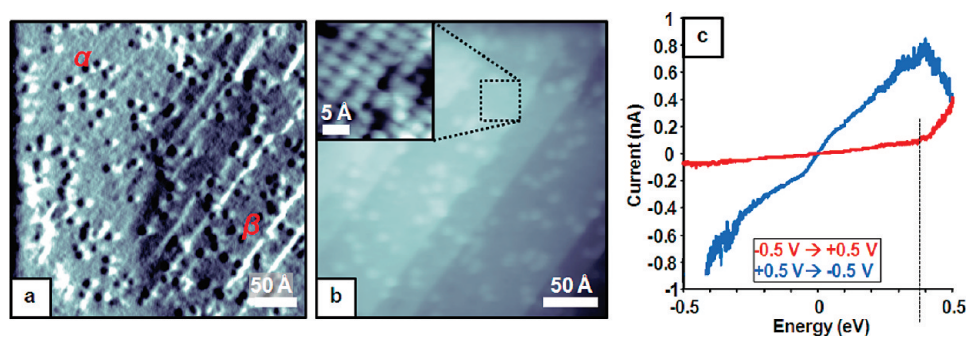 α
β
a
50 Å
5 Å
b
50 Å
c
Current (nA)
1
0.8
0.6
0.4
0.2
0
-0.2
-0.4
-0.6
-0.8
-1
-0.5 V → +0.5 V
+0.5 V → -0.5 V
-0.5
0
0.5
Energy (eV)